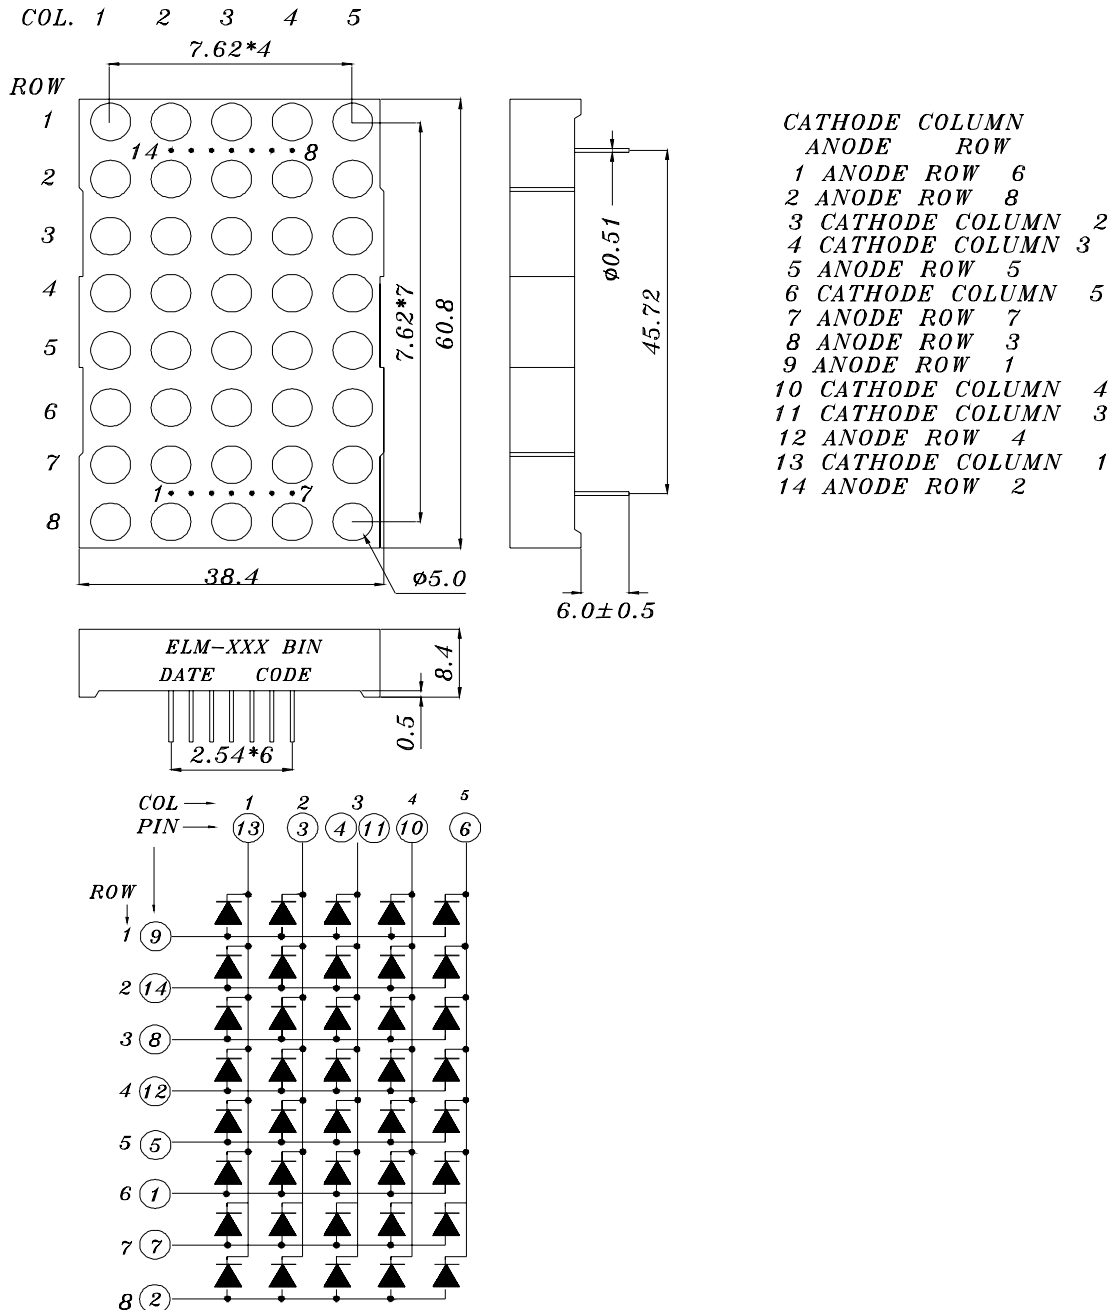 COL. 1 2 3 4 5
7.62*4
ROW
1
14 8
2
3
4
5
6
7
1 7
8
7.62*7
60.8
38.4
ø5.0
ø0.51
45.72
6.0±0.5
CATHODE COLUMN
ANODE ROW
1 ANODE ROW 6
2 ANODE ROW 8
3 CATHODE COLUMN 2
4 CATHODE COLUMN 3
5 ANODE ROW 5
6 CATHODE COLUMN 5
7 ANODE ROW 7
8 ANODE ROW 3
9 ANODE ROW 1
10 CATHODE COLUMN 4
11 CATHODE COLUMN 3
12 ANODE ROW 4
13 CATHODE COLUMN 1
14 ANODE ROW 2
ELM-XXX BIN
DATE CODE
8.4
0.5
2.54*6
COL 1 2 3 4 5
PIN 13 3 4 11 10 6
ROW
1 9
2 14
3 8
4 12
5 5
6 1
7 7
8 2